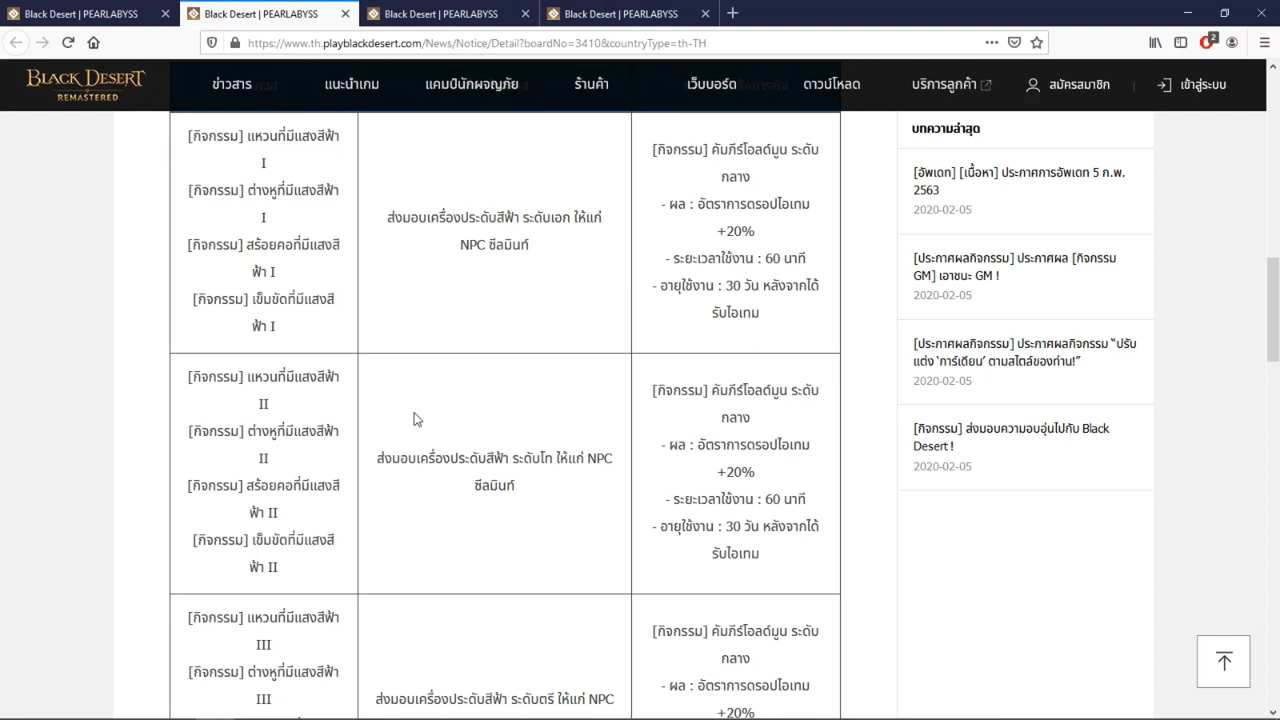 Black Desert | PEARLABYSS
Black Desert | PEARLABYSS
Black Desert | PEARLABYSS
Black Desert | PEARLABYSS
https://www.th.playblackdesert.com/News/Notice/Detail?boardNo=3410&countryType=th-TH
2
BLACK DESERT
REMASTERED
ข่าวสาร
แนะนำเกม
แคมป์นักผจญภัย
ร้านค้า
เว็บบอร์ด
ดาวน์โหลด
บริการลูกค้า
สมัครสมาชิก
เข้าสู่ระบบ
[กิจกรรม] แหวนที่มีแสงสีฟ้า
I
[กิจกรรม] ต่างหูที่มีแสงสีฟ้า
I
[กิจกรรม] สร้อยคอที่มีแสงสี
ฟ้า I
[กิจกรรม] เข็มขัดที่มีแสงสี
ฟ้า I
ส่งมอบเครื่องประดับสีฟ้า ระดับเอก ให้แก่
NPC ซีลมินท์
[กิจกรรม] คัมภีร์โอลด์มูน ระดับ
กลาง
- ผล : อัตราการดรอปไอเทม
+20%
- ระยะเวลาใช้งาน : 60 นาที
- อายุใช้งาน : 30 วัน หลังจากได้
รับไอเทม
[กิจกรรม] แหวนที่มีแสงสีฟ้า
II
[กิจกรรม] ต่างหูที่มีแสงสีฟ้า
II
[กิจกรรม] สร้อยคอที่มีแสงสี
ฟ้า II
[กิจกรรม] เข็มขัดที่มีแสงสี
ฟ้า II
ส่งมอบเครื่องประดับสีฟ้า ระดับโท ให้แก่ NPC
ซีลมินท์
[กิจกรรม] คัมภีร์โอลด์มูน ระดับ
กลาง
- ผล : อัตราการดรอปไอเทม
+20%
- ระยะเวลาใช้งาน : 60 นาที
- อายุใช้งาน : 30 วัน หลังจากได้
รับไอเทม
[กิจกรรม] แหวนที่มีแสงสีฟ้า
III
[กิจกรรม] ต่างหูที่มีแสงสีฟ้า
III
ส่งมอบเครื่องประดับสีฟ้า ระดับตรี ให้แก่ NPC
[กิจกรรม] คัมภีร์โอลด์มูน ระดับ
กลาง
- ผล : อัตราการดรอปไอเทม
+20%
บทความล่าสุด
[อัพเดท] [เนื้อหา] ประกาศการอัพเดท 5 ก.พ.
2563
2020-02-05
[ประกาศผลกิจกรรม] ประกาศผล [กิจกรรม
GM] เอาชนะ GM !
2020-02-05
[ประกาศผลกิจกรรม] ประกาศผลกิจกรรม “ปรับ
แต่ง ‘การ์เดียน’ ตามสไตล์ของท่าน!”
2020-02-05
[กิจกรรม] ส่งมอบความอบอุ่นไปกับ Black
Desert !
2020-02-05